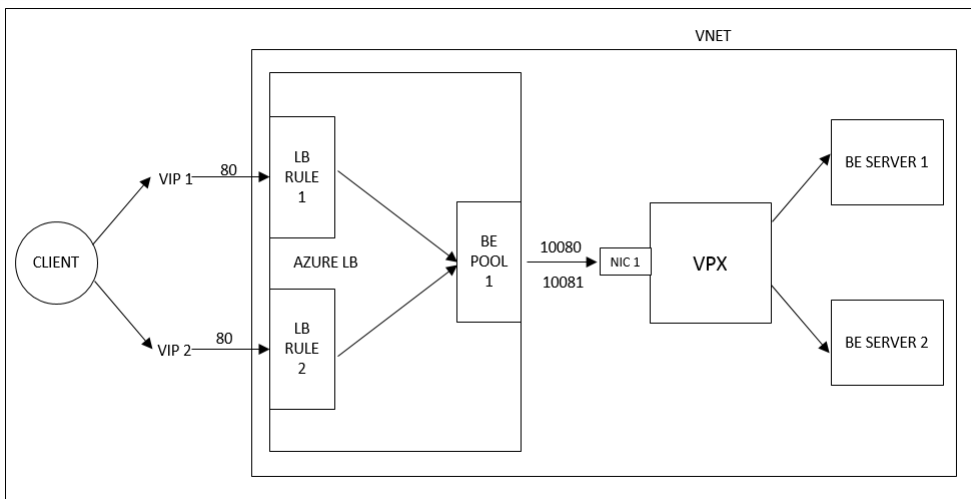 VNET
LB
RULE
1
BE SERVER 1
VIP 1
80
CLIENT
AZURE LB
BE
POOL
1
10080
10081
NIC 1
VPX
VIP 2
80
LB
RULE
2
BE SERVER 2